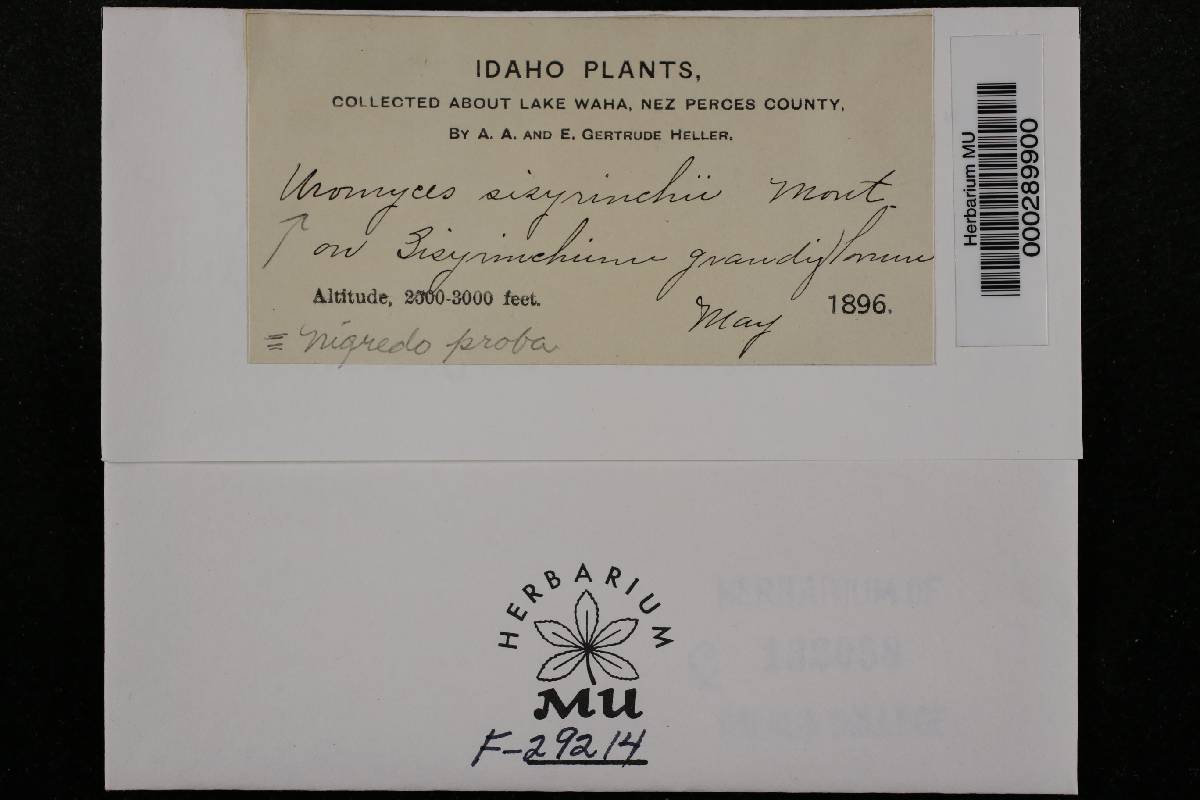 IDAHO PLANTS,
COLLECTED ABOUT LAKE WAHA, NEZ PERCES COUNTY,
BY A. A. AND E. GERTRUDE HELLER.
Uromyces sisyrinchii Mont.
on Sisyrinchium grandiflorum
Altitude, 2000-3000 feet.
May 1896.
= Nigredo proba
Herbarium MU
000289900
HERBARIUM
MU
F-29214